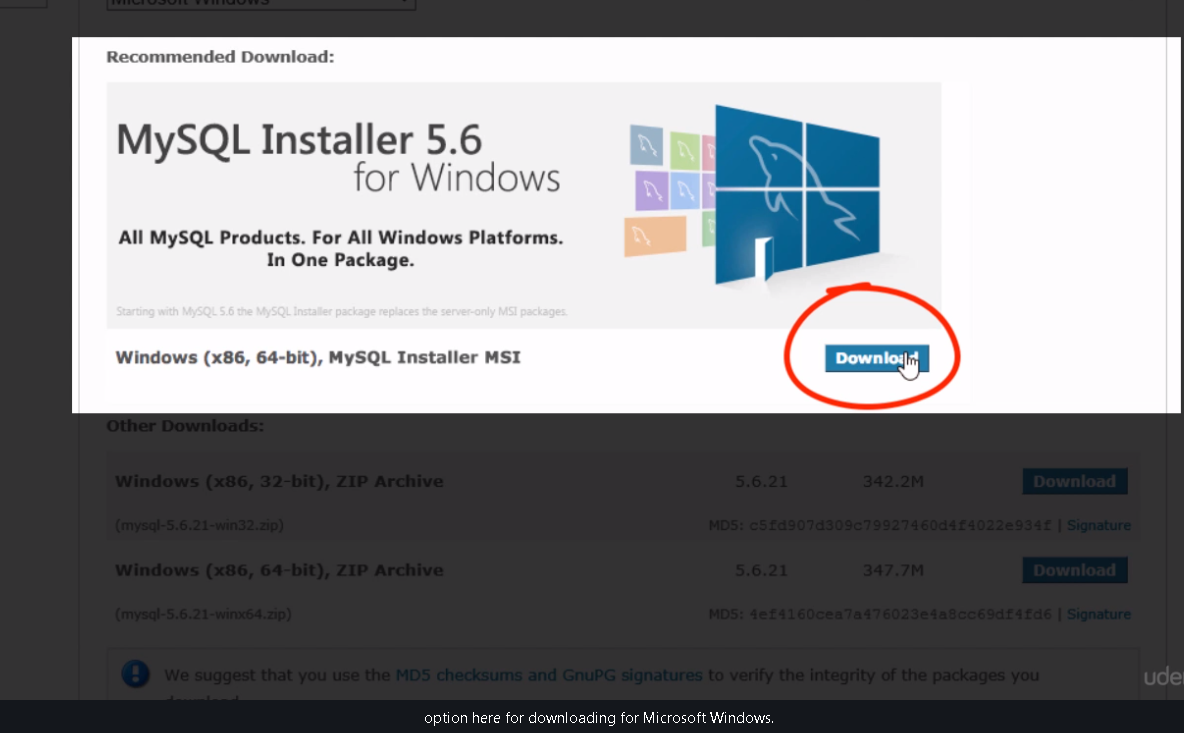 Microsoft Windows
Recommended Download:
MySQL Installer 5.6
for Windows
All MySQL Products. For All Windows Platforms.
In One Package.
Starting with MySQL 5.6 the MySQL Installer package replaces the server-only MSI packages.
Windows (x86, 64-bit), MySQL Installer MSI Download
Other Downloads:
Windows (x86, 32-bit), ZIP Archive 5.6.21 342.2M Download
(mysql-5.6.21-win32.zip) MD5: c5fd907d309c79927460d4f4022e934f | Signature
Windows (x86, 64-bit), ZIP Archive 5.6.21 347.7M Download
(mysql-5.6.21-winx64.zip) MD5: 4ef4160cea7a476023e4a8cc69df4fd6 | Signature
We suggest that you use the MD5 checksums and GnuPG signatures to verify the integrity of the packages you
download.
ude
option here for downloading for Microsoft Windows.